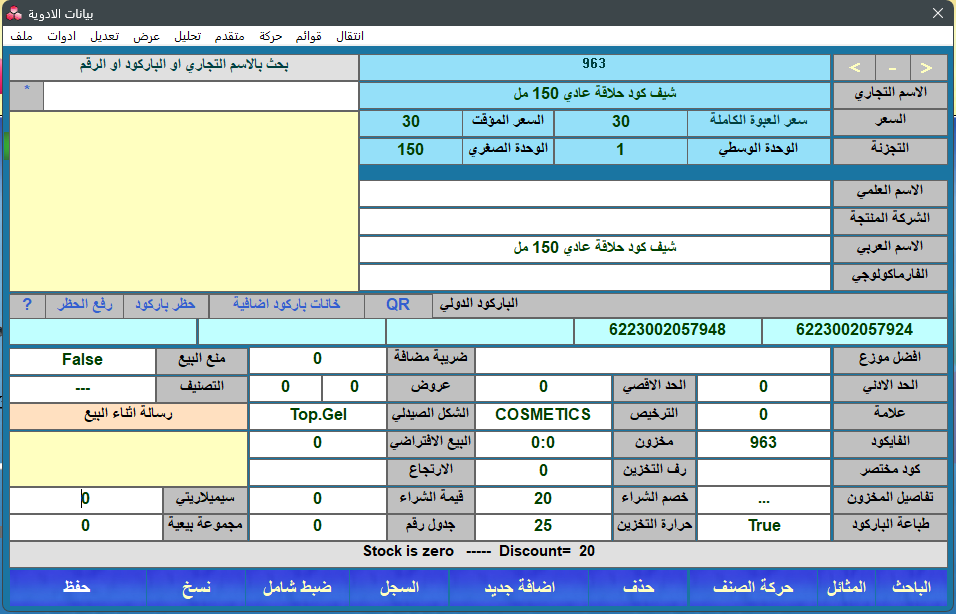 بيانات الادوية
ملف ادوات تعديل عرض تحليل متقدم حركة قوائم انتقال
< - > 963 بحث بالاسم التجاري او الباركود او الرقم
الاسم التجاري شيف كود حلاقة عادي 150 مل *
السعر سعر العبوة الكاملة 30 السعر المؤقت 30
التجزئة الوحدة الوسطي 1 الوحدة الصغري 150
الاسم العلمي
الشركة المنتجة
الاسم العربي شيف كود حلاقة عادي 150 مل
الفارماكولوجي
الباركود الدولي QR خانات باركود اضافية حظر باركود رفع الحظر ?
6223002057924 6223002057948
افضل موزع ضريبة مضافة 0 منع البيع False
الحد الادني 0 الحد الاقصي 0 عروض 0 0 التصنيف ---
علامة 0 الترخيص COSMETICS الشكل الصيدلي Top.Gel رسالة اثناء البيع
الفايكود 963 مخزون 0:0 البيع الافتراضي 0
كود مختصر رف التخزين 0 الارتجاع
تفاصيل المخزون ... خصم الشراء 20 قيمة الشراء 0 سيميلاريتي 0
طباعة الباركود True حرارة التخزين 25 جدول رقم 0 مجموعة بيعية 0
Stock is zero ----- Discount= 20
الباحث المثائل حركة الصنف حذف اضافة جديد السجل ضبط شامل نسخ حفظ